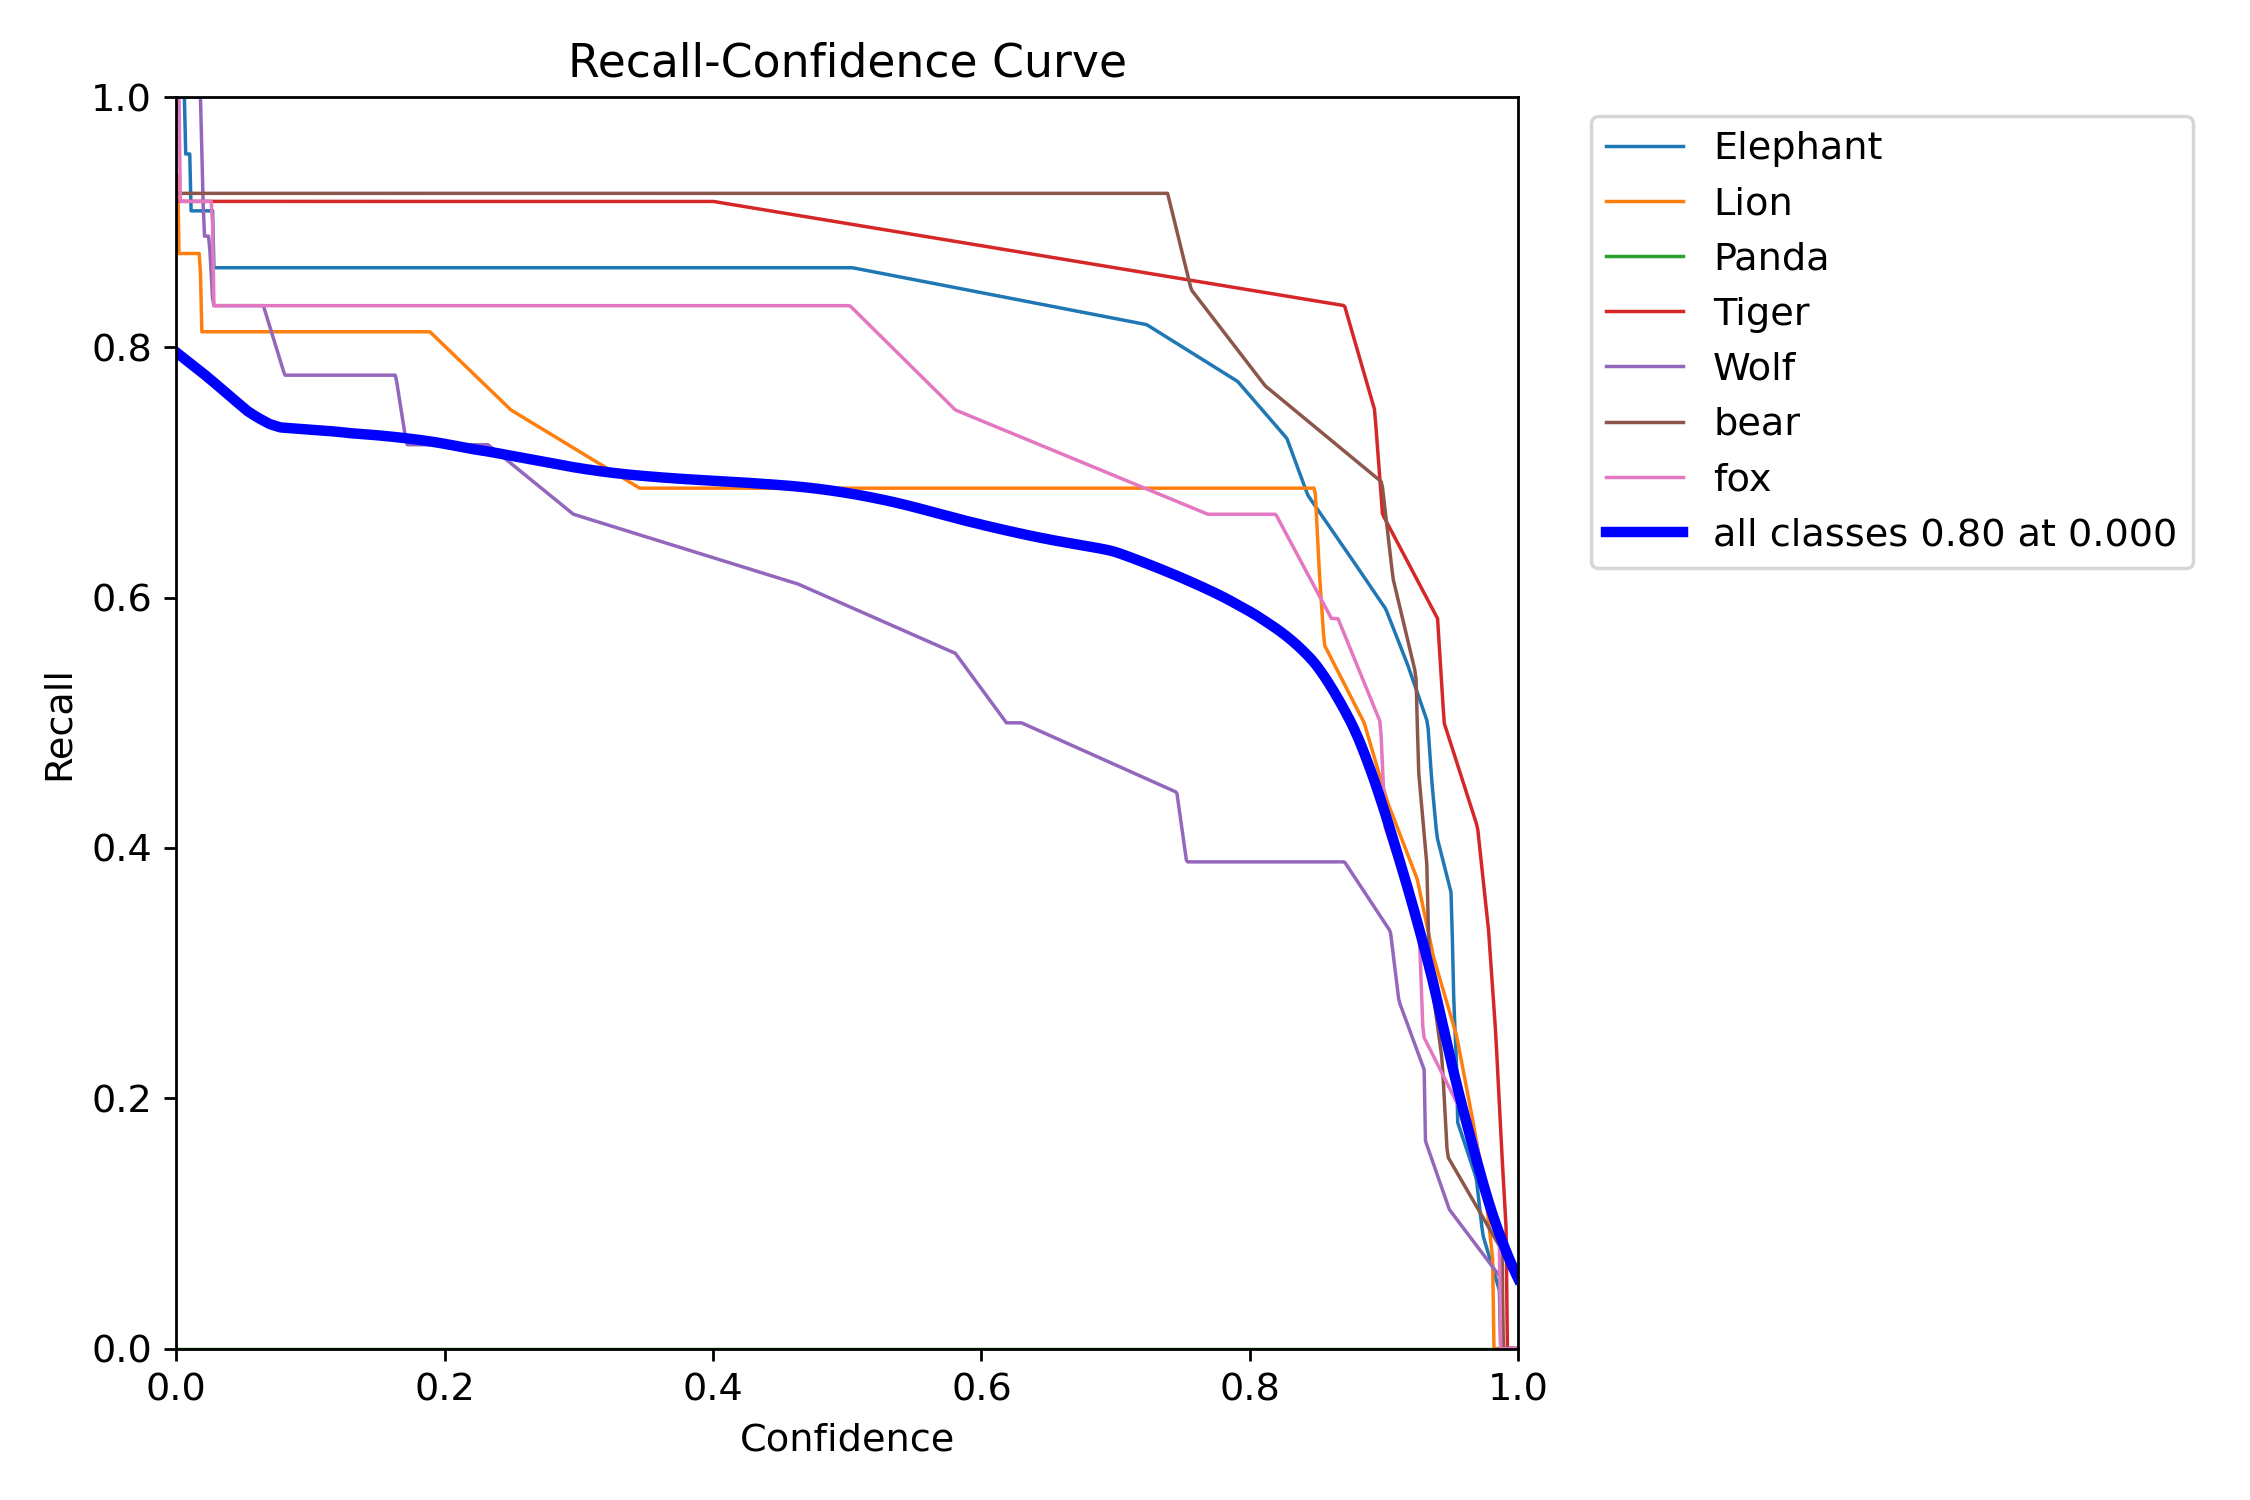 Recall-Confidence Curve
1.0
0.8
0.6
0.4
0.2
0.0
Recall
0.0 0.2 0.4 0.6 0.8 1.0
Confidence
Elephant
Lion
Panda
Tiger
Wolf
bear
fox
all classes 0.80 at 0.000